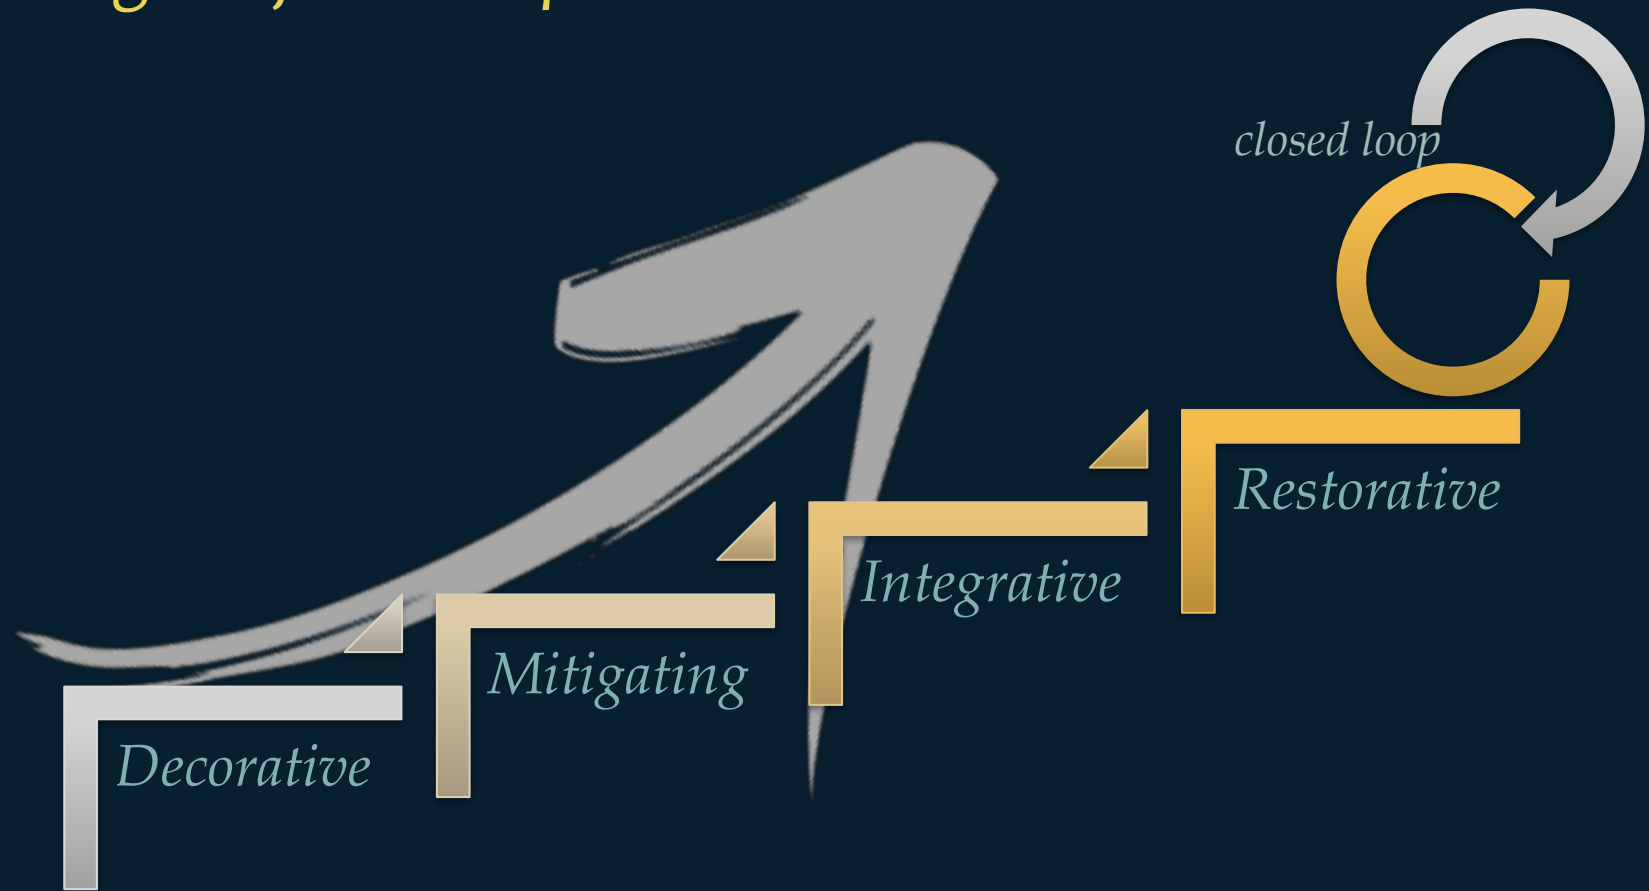 closed loop
Restorative
Integrative
Mitigating
Decorative